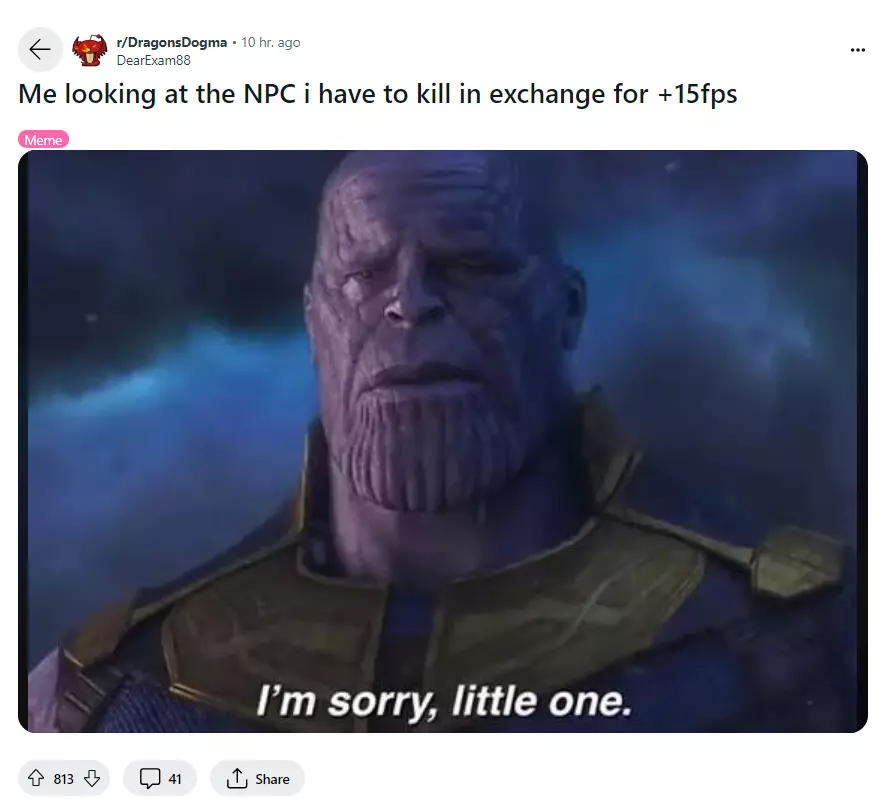 r/DragonsDogma • 10 hr. ago
DearExam88
Me looking at the NPC i have to kill in exchange for +15fps
Meme
I'm sorry, little one.
813
41
Share